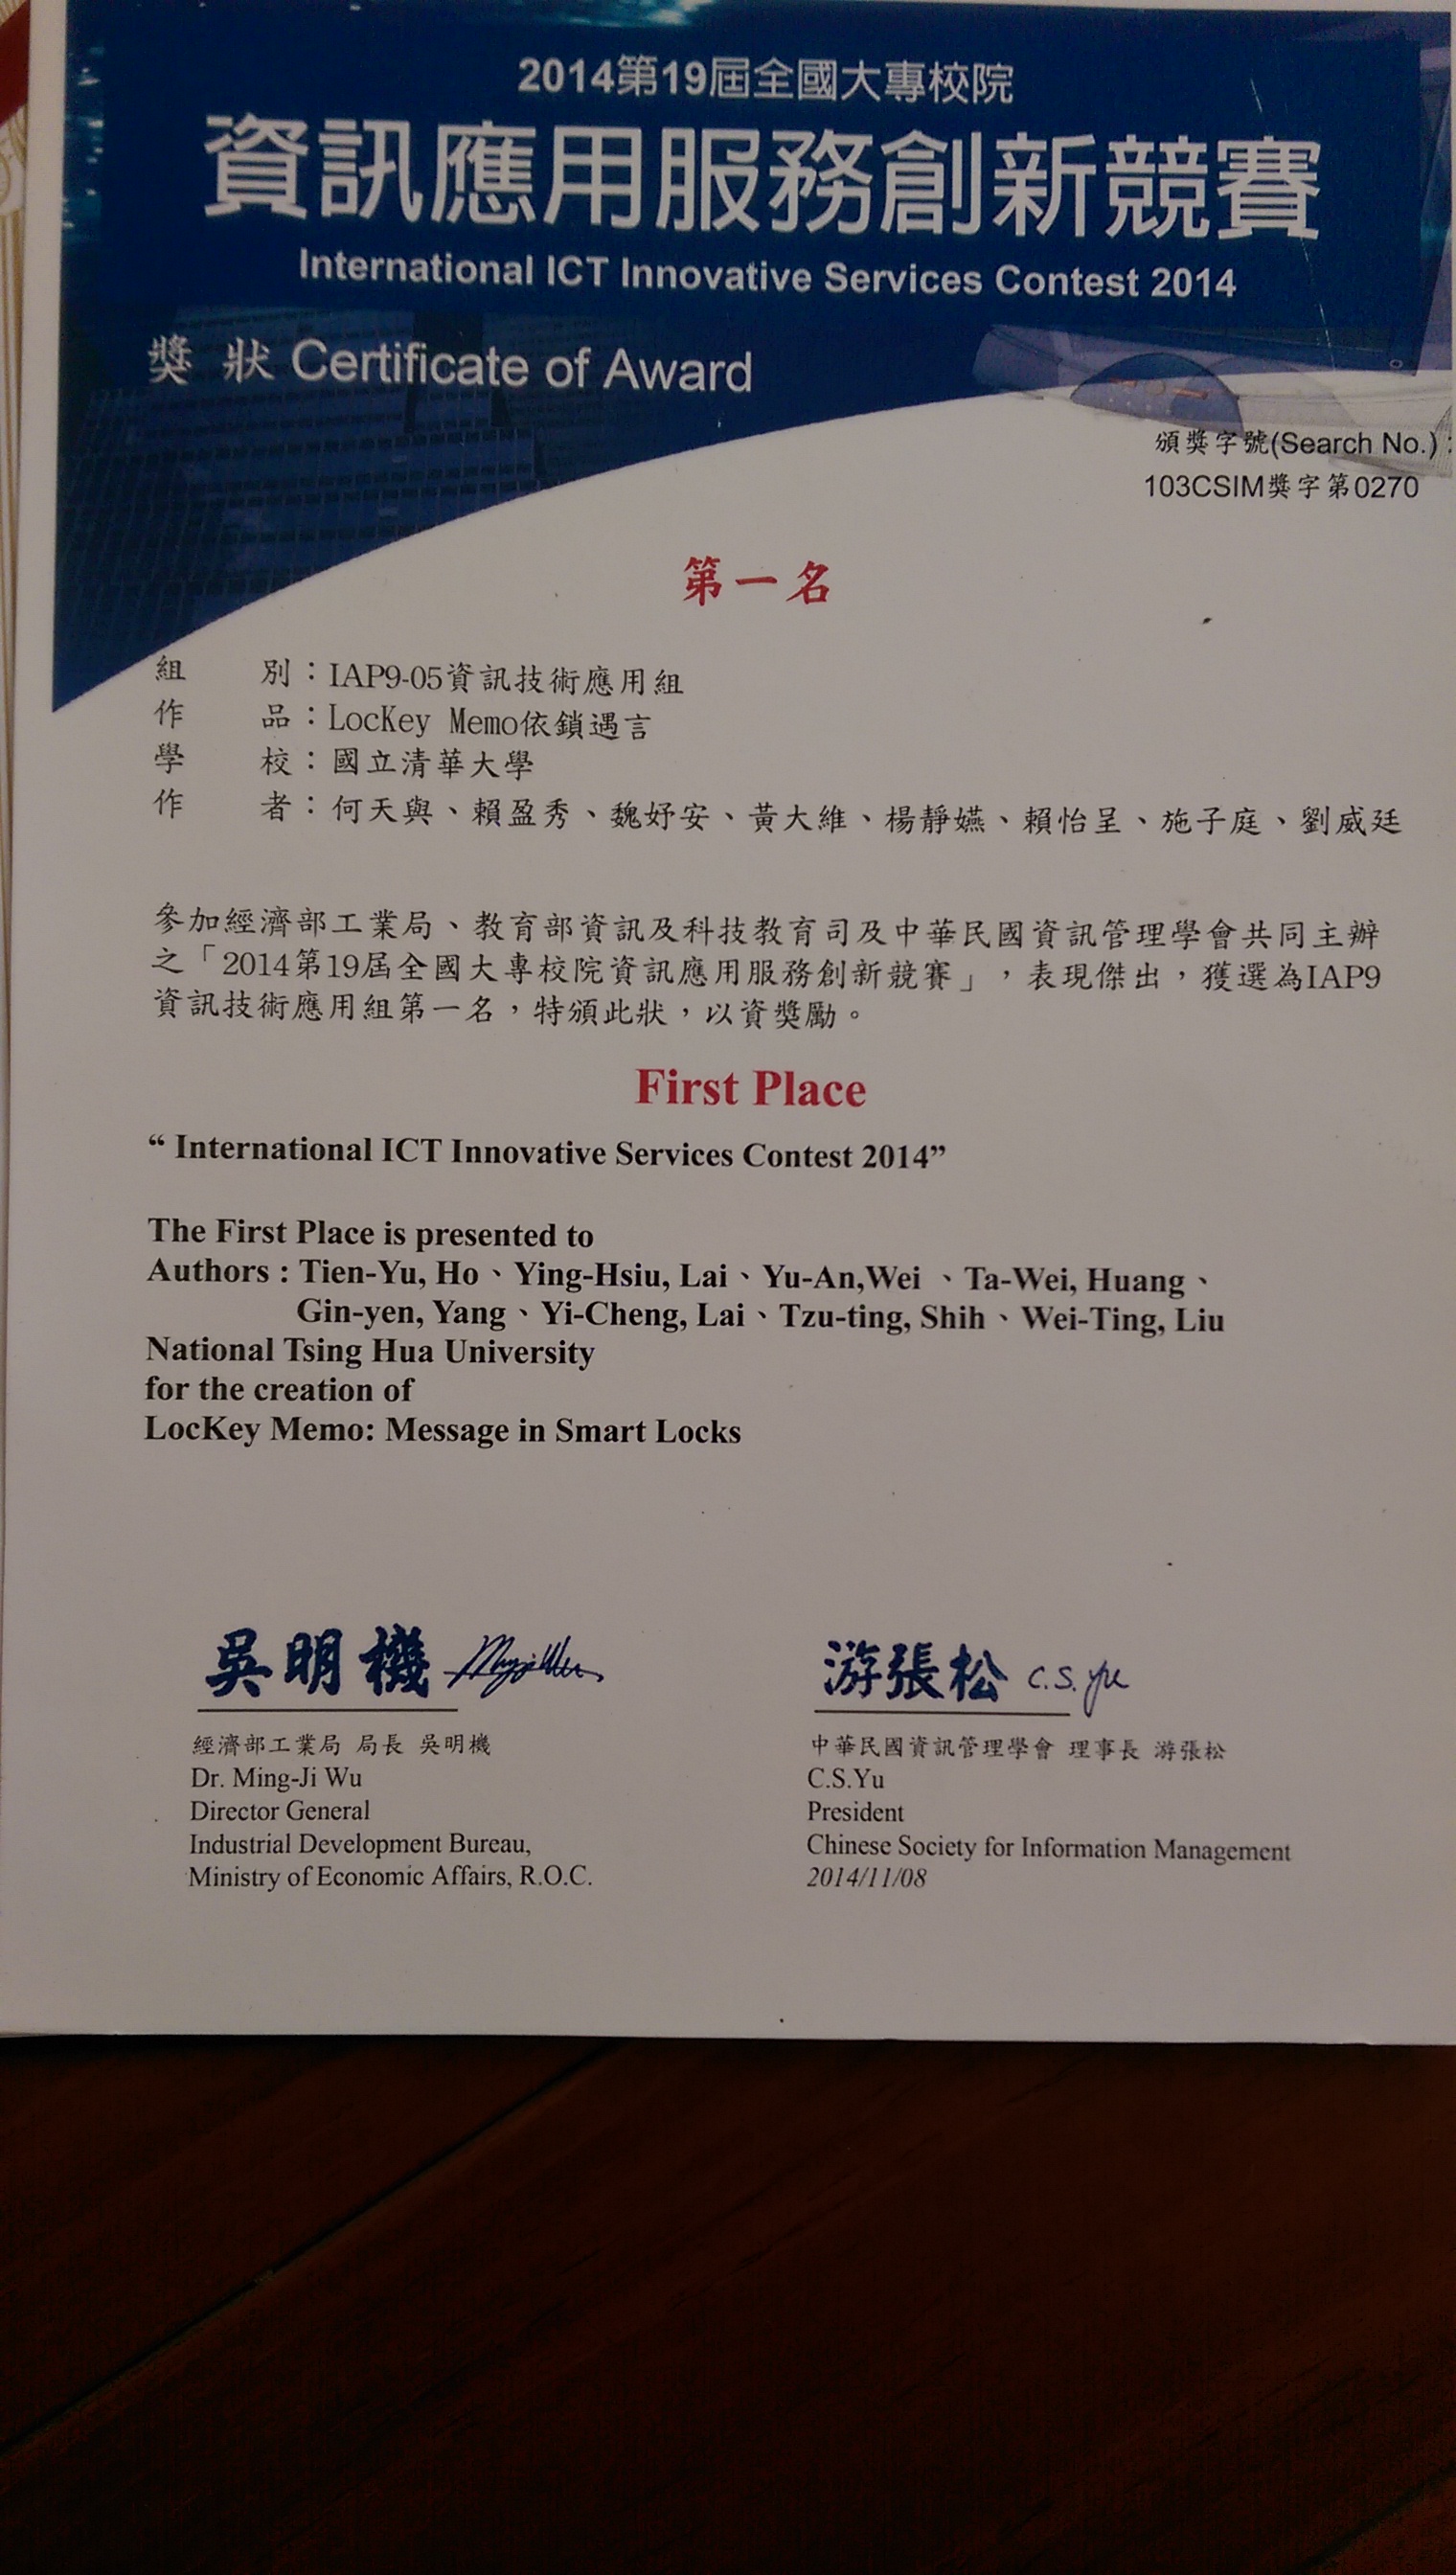 2014第19屆全國大專校院
資訊應用服務創新競賽
International ICT Innovative Services Contest 2014
獎 狀 Certificate of Award
頒獎字號(Search No.) :
103CSIM獎字第0270
第一名
組 別：IAP9-05資訊技術應用組
作 品：LocKey Memo依鎖遇言
學 校：國立清華大學
作 者：何天與、賴盈秀、魏妤安、黃大維、楊靜嬿、賴怡呈、施子庭、劉威廷
參加經濟部工業局、教育部資訊及科技教育司及中華民國資訊管理學會共同主辦
之「2014第19屆全國大專校院資訊應用服務創新競賽」，表現傑出，獲選為IAP9
資訊技術應用組第一名，特頒此狀，以資獎勵。
First Place
“ International ICT Innovative Services Contest 2014”
The First Place is presented to
Authors : Tien-Yu, Ho、Ying-Hsiu, Lai、Yu-An,Wei 、Ta-Wei, Huang、
Gin-yen, Yang、Yi-Cheng, Lai、Tzu-ting, Shih、Wei-Ting, Liu
National Tsing Hua University
for the creation of
LocKey Memo: Message in Smart Locks
吳明機 Mingji Wu
經濟部工業局 局長 吳明機
Dr. Ming-Ji Wu
Director General
Industrial Development Bureau,
Ministry of Economic Affairs, R.O.C.
游張松 C.S. Yu
中華民國資訊管理學會 理事長 游張松
C.S.Yu
President
Chinese Society for Information Management
2014/11/08